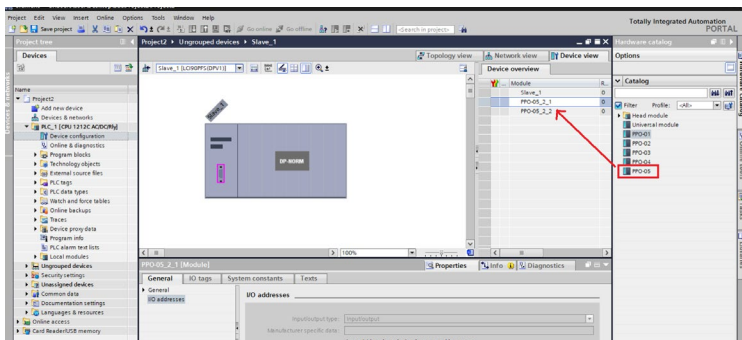 Project Edit View Insert Online Options Tools Window Help
Totally Integrated Automation
PORTAL
Save project
Go online
Go offline
<Search in project>
Project tree
Project2 ▸ Ungrouped devices ▸ Slave_1
Hardware catalog
Devices
Topology view
Network view
Device view
Options
Slave_1 [LO90PFS(DPV1)]
Device overview
Module
Catalog
Slave_1 0
PPO-05_2_1 0
PPO-05_2_2 0
Filter Profile: <All>
Head module
Universal module
PPO-01
PPO-02
PPO-03
PPO-04
PPO-05
Name
Project2
Add new device
Devices & networks
PLC_1 [CPU 1212C AC/DC/Rly]
Device configuration
Online & diagnostics
Program blocks
Technology objects
External source files
PLC tags
PLC data types
Watch and force tables
Online backups
Traces
Device proxy data
Program info
PLC alarm text lists
Local modules
Ungrouped devices
Security settings
Unassigned devices
Common data
Documentation settings
Languages & resources
Online access
Card Reader/USB memory
Slave_1
DP-NORM
100%
PPO-05_2_1 [Module]
Properties
Info
Diagnostics
General
IO tags
System constants
Texts
General
I/O addresses
I/O addresses
Input/output type: Input/output
Manufacturer specific data: